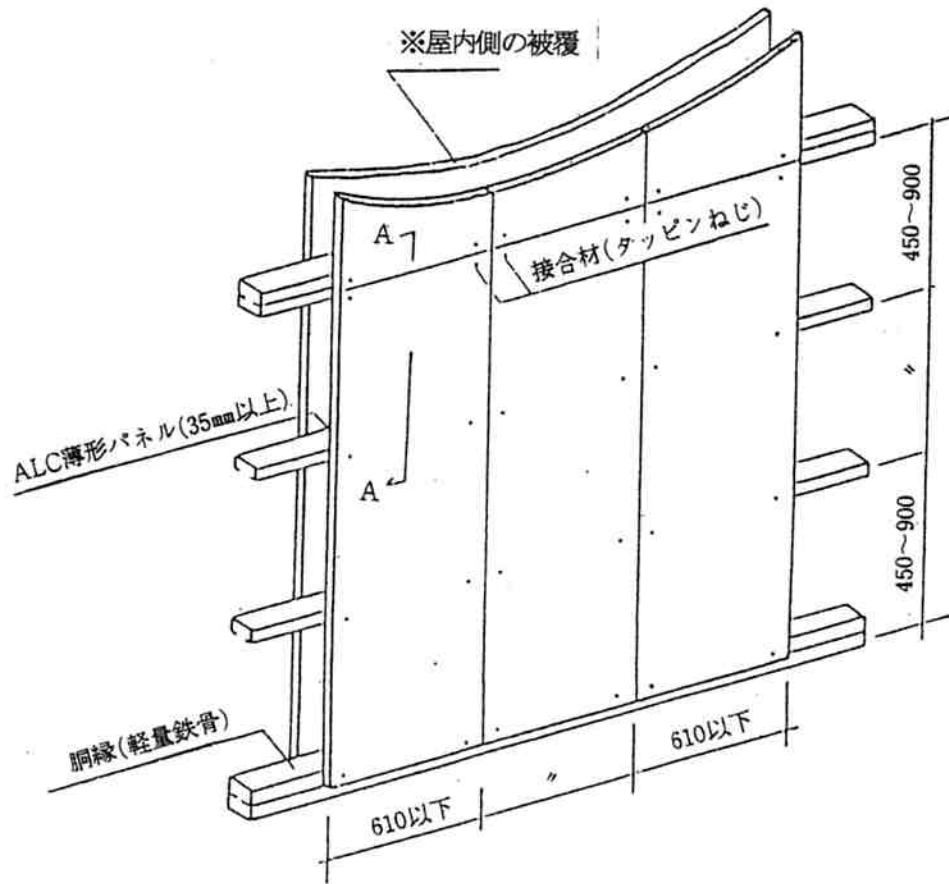 ※屋内側の被覆
A
接合材(タッピンねじ)
450～900
〃
ALC薄形パネル(35mm以上)
A
450～900
胴縁(軽量鉄骨)
610以下
〃
610以下